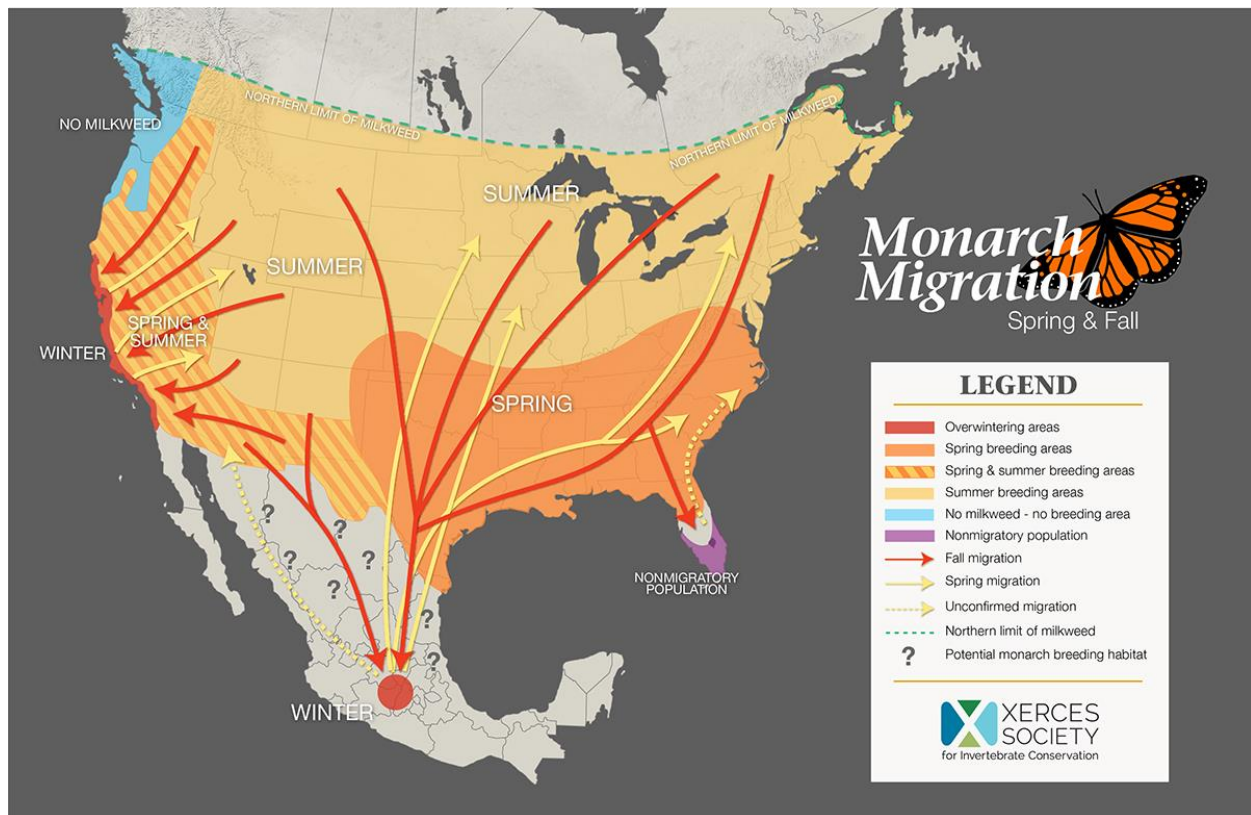 NO MILKWEED
NORTHERN LIMIT OF MILKWEED
NORTHERN LIMIT OF MILKWEED
SUMMER
SUMMER
SPRING &
SUMMER
WINTER
SPRING
NONMIGRATORY
POPULATION
WINTER
?
?
?
?
?
?
?
Monarch
Migration
Spring & Fall
LEGEND
Overwintering areas
Spring breeding areas
Spring & summer breeding areas
Summer breeding areas
No milkweed - no breeding area
Nonmigratory population
Fall migration
Spring migration
Unconfirmed migration
Northern limit of milkweed
? Potential monarch breeding habitat
XERCES
SOCIETY
for Invertebrate Conservation